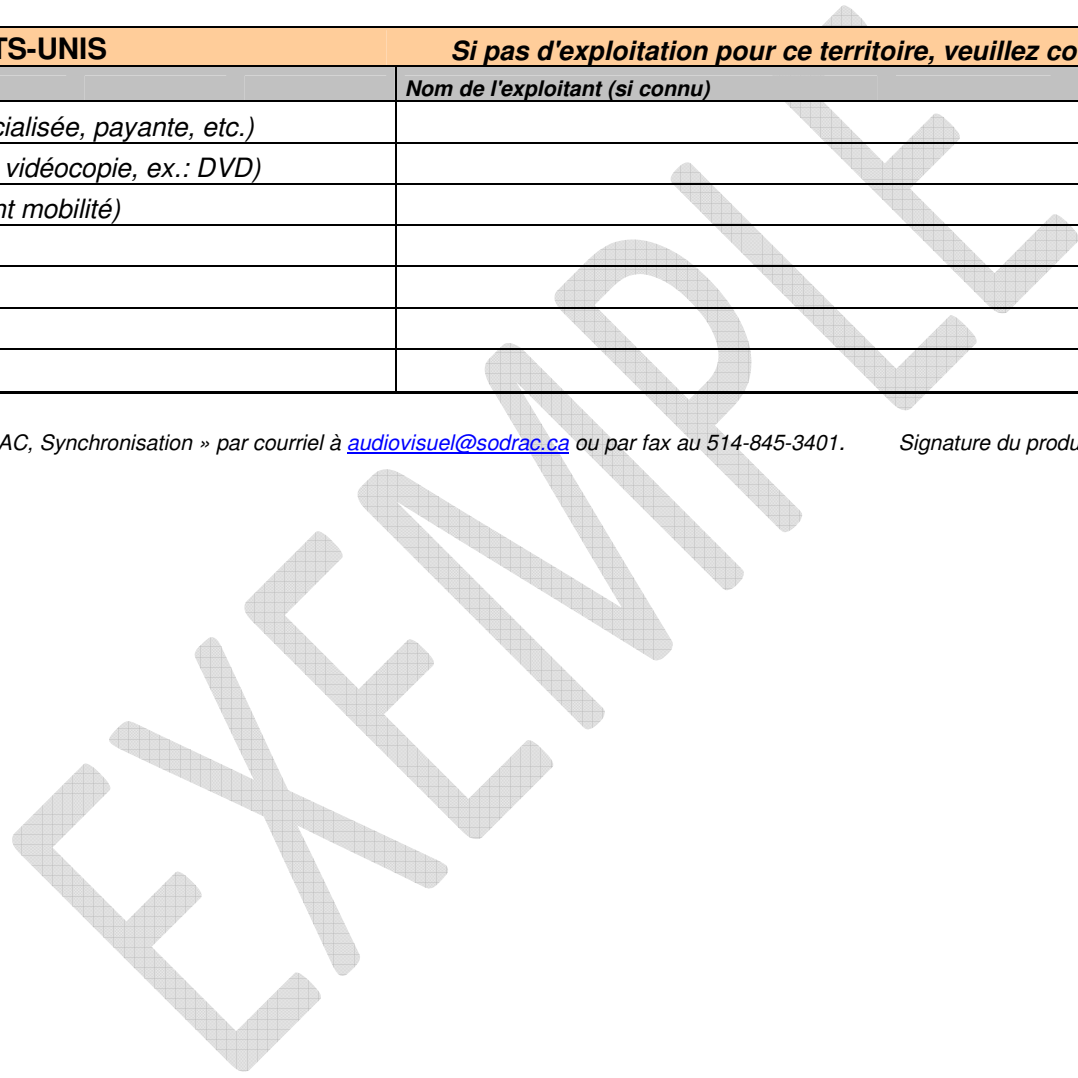 TS-UNIS Si pas d'exploitation pour ce territoire, veuillez co
Nom de l'exploitant (si connu)
cialisée, payante, etc.)
vidéocopie, ex.: DVD)
nt mobilité)
AC, Synchronisation » par courriel à audiovisuel@sodrac.ca ou par fax au 514-845-3401. Signature du produ
EXEMPLE